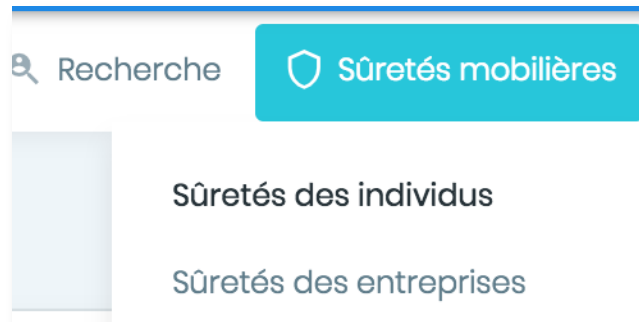 Recherche Sûretés mobilières
Sûretés des individus
Sûretés des entreprises